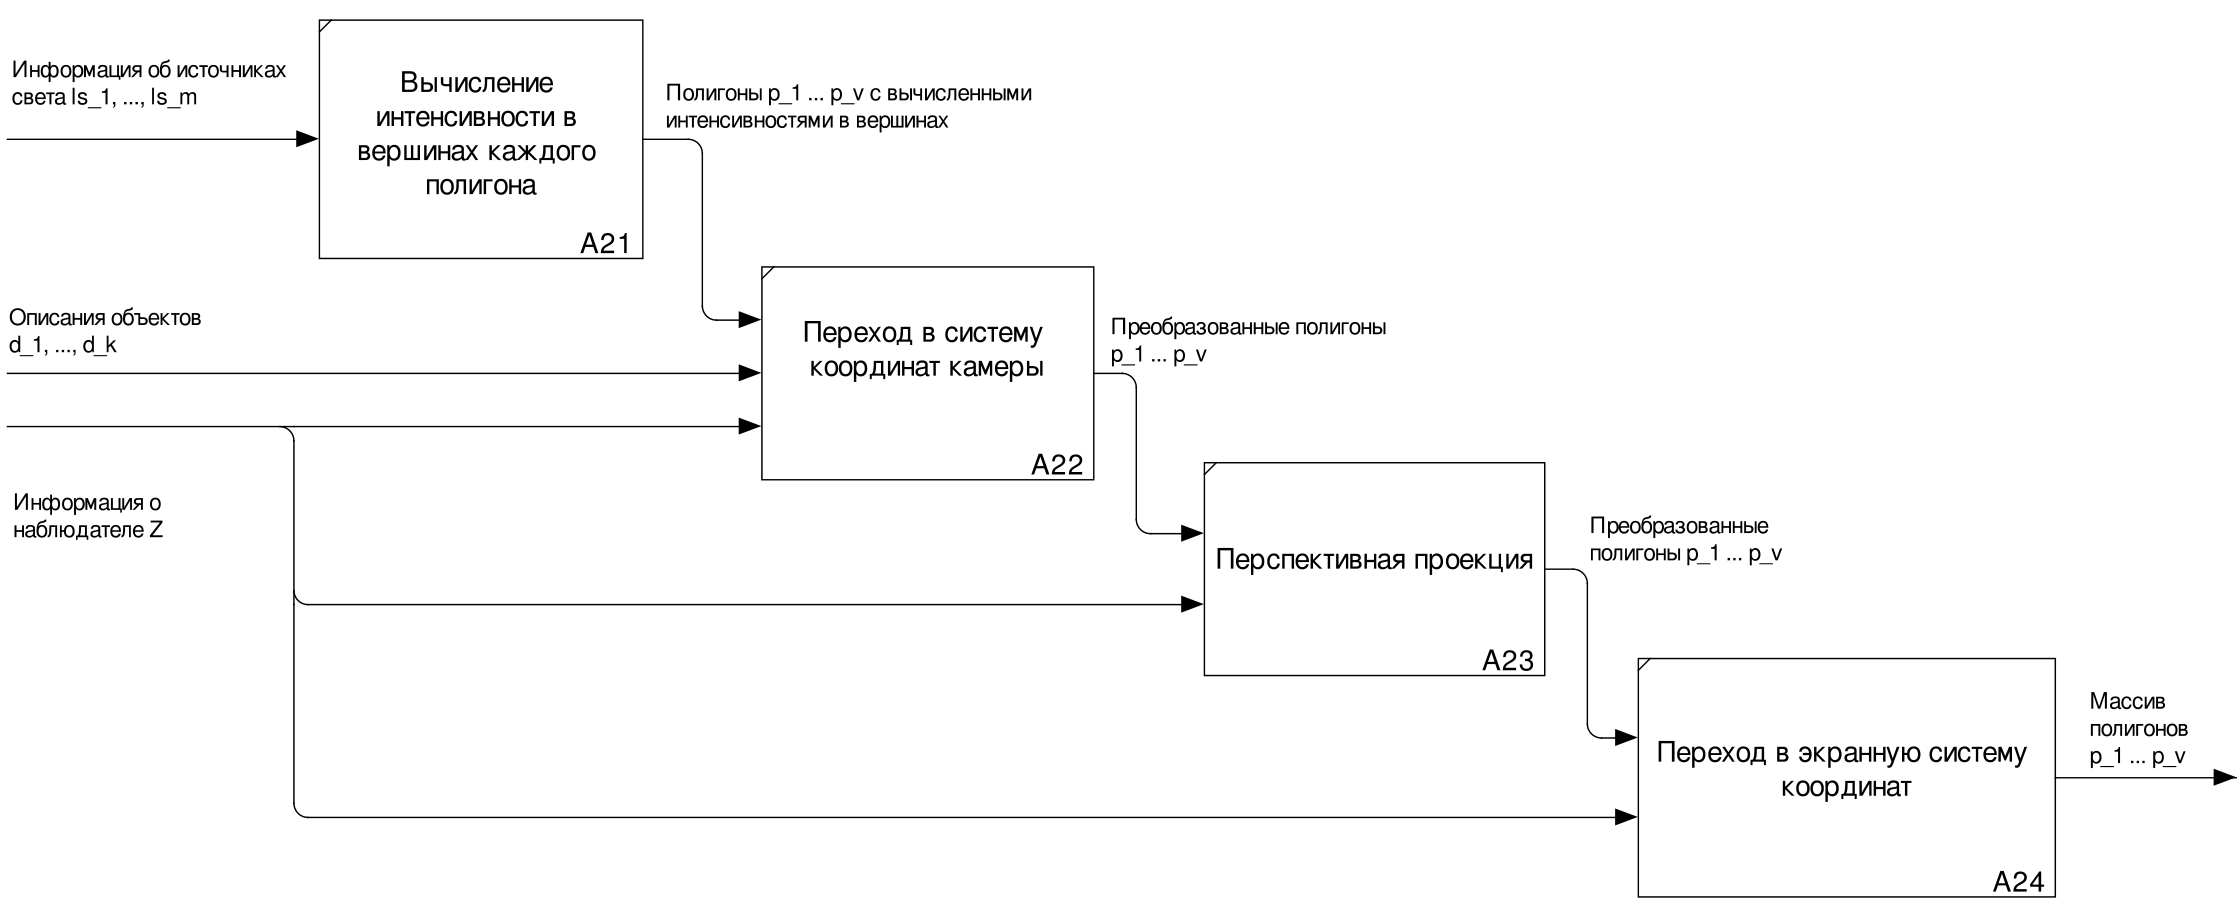 Информация об источниках
света ls_1, ..., ls_m
Вычисление
интенсивности в
вершинах каждого
полигона
A21
Полигоны p_1 ... p_v с вычисленными
интенсивностями в вершинах
Описания объектов
d_1, ..., d_k
Переход в систему
координат камеры
A22
Преобразованные полигоны
p_1 ... p_v
Информация о
наблюдателе Z
Перспективная проекция
A23
Преобразованные
полигоны p_1 ... p_v
Переход в экранную систему
координат
A24
Массив
полигонов
p_1 ... p_v